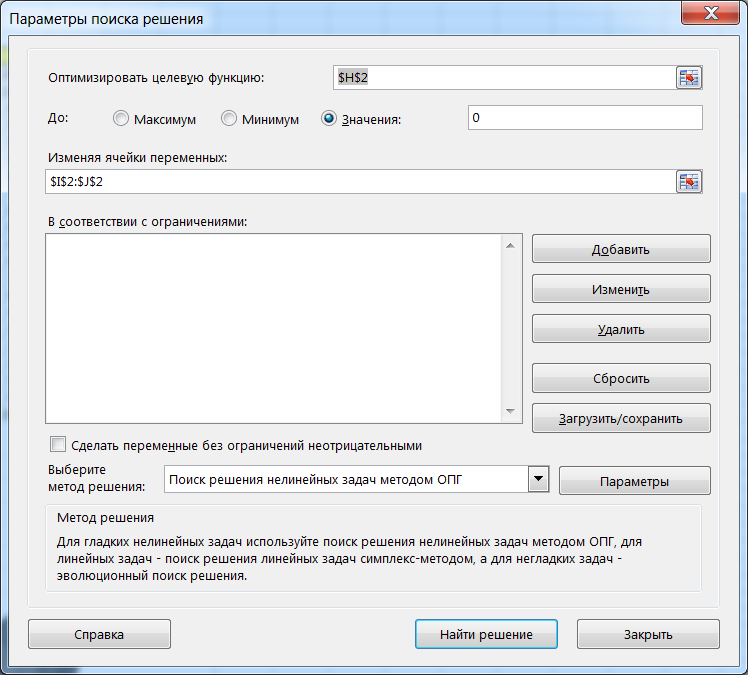 Параметры поиска решения
Оптимизировать целевую функцию:
$H$2
До:
Максимум
Минимум
Значения:
0
Изменяя ячейки переменных:
$I$2:$J$2
В соответствии с ограничениями:
Добавить
Изменить
Удалить
Сбросить
Загрузить/сохранить
Сделать переменные без ограничений неотрицательными
Выберите
метод решения:
Поиск решения нелинейных задач методом ОПГ
Параметры
Метод решения
Для гладких нелинейных задач используйте поиск решения нелинейных задач методом ОПГ, для
линейных задач - поиск решения линейных задач симплекс-методом, а для негладких задач -
эволюционный поиск решения.
Справка
Найти решение
Закрыть